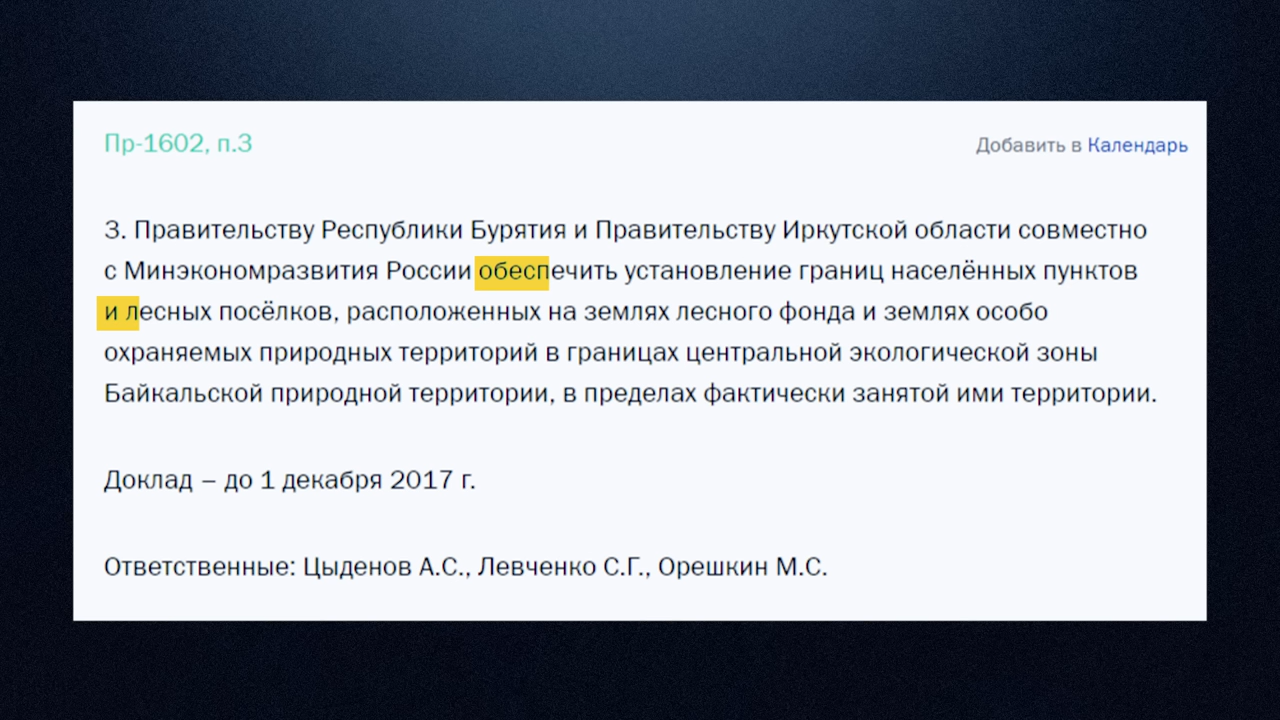 Пр-1602, п.3
Добавить в Календарь
3. Правительству Республики Бурятия и Правительству Иркутской области совместно
с Минэкономразвития России обеспечить установление границ населённых пунктов
и лесных посёлков, расположенных на землях лесного фонда и землях особо
охраняемых природных территорий в границах центральной экологической зоны
Байкальской природной территории, в пределах фактически занятой ими территории.
Доклад – до 1 декабря 2017 г.
Ответственные: Цыденов А.С., Левченко С.Г., Орешкин М.С.